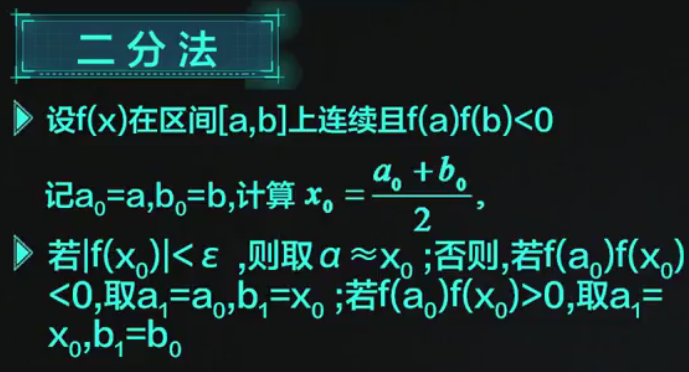 二分法
设f(x)在区间[a,b]上连续且f(a)f(b)<0
记a₀=a,b₀=b,计算 x₀ = (a₀ + b₀)/2,
若|f(x₀)|< ε ,则取α≈x₀ ;否则,若f(a₀)f(x₀)
<0,取a₁=a₀,b₁=x₀ ;若f(a₀)f(x₀)>0,取a₁=
x₀,b₁=b₀